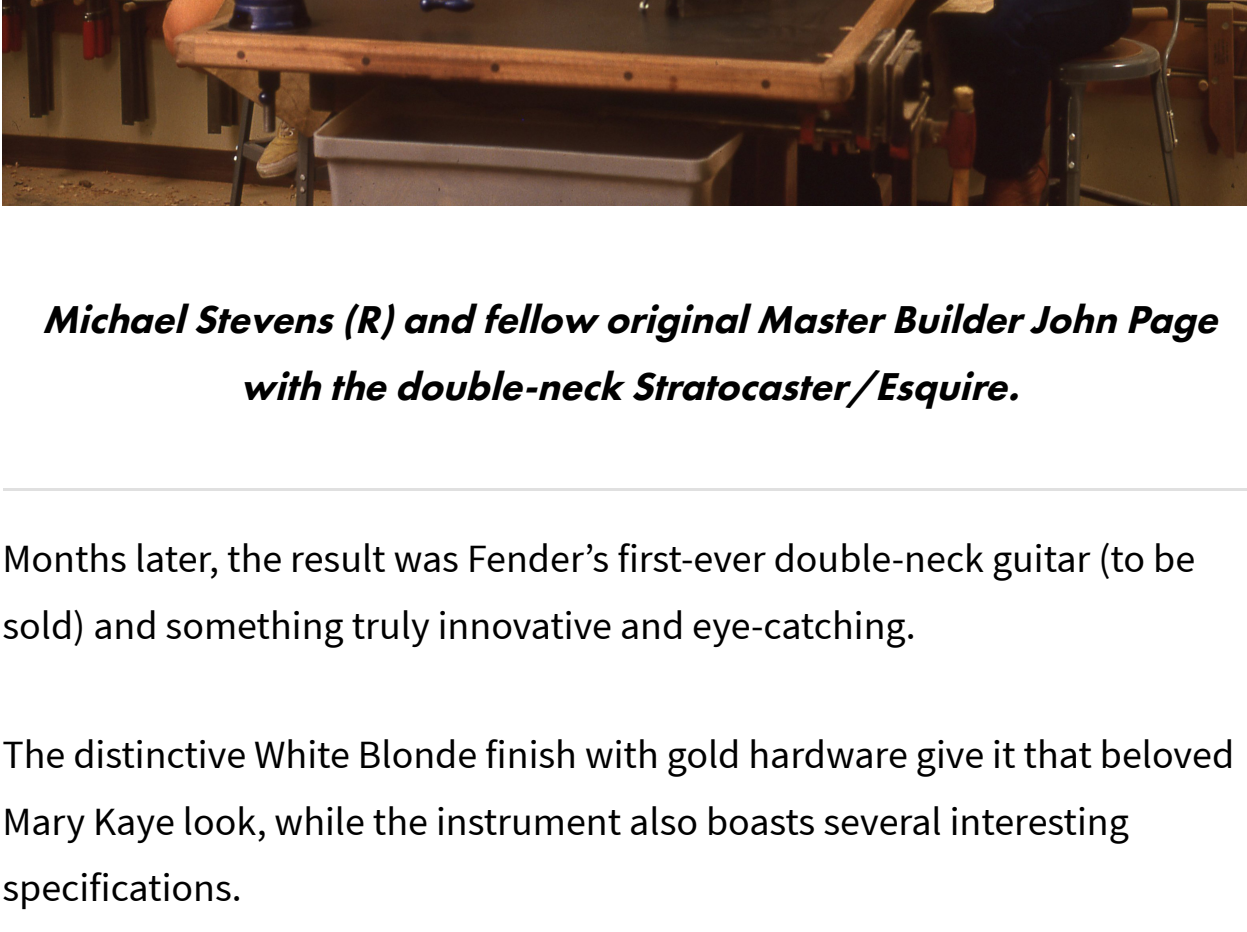 Michael Stevens (R) and fellow original Master Builder John Page
with the double-neck Stratocaster/Esquire.
Months later, the result was Fender’s first-ever double-neck guitar (to be
sold) and something truly innovative and eye-catching.
The distinctive White Blonde finish with gold hardware give it that beloved
Mary Kaye look, while the instrument also boasts several interesting
specifications.